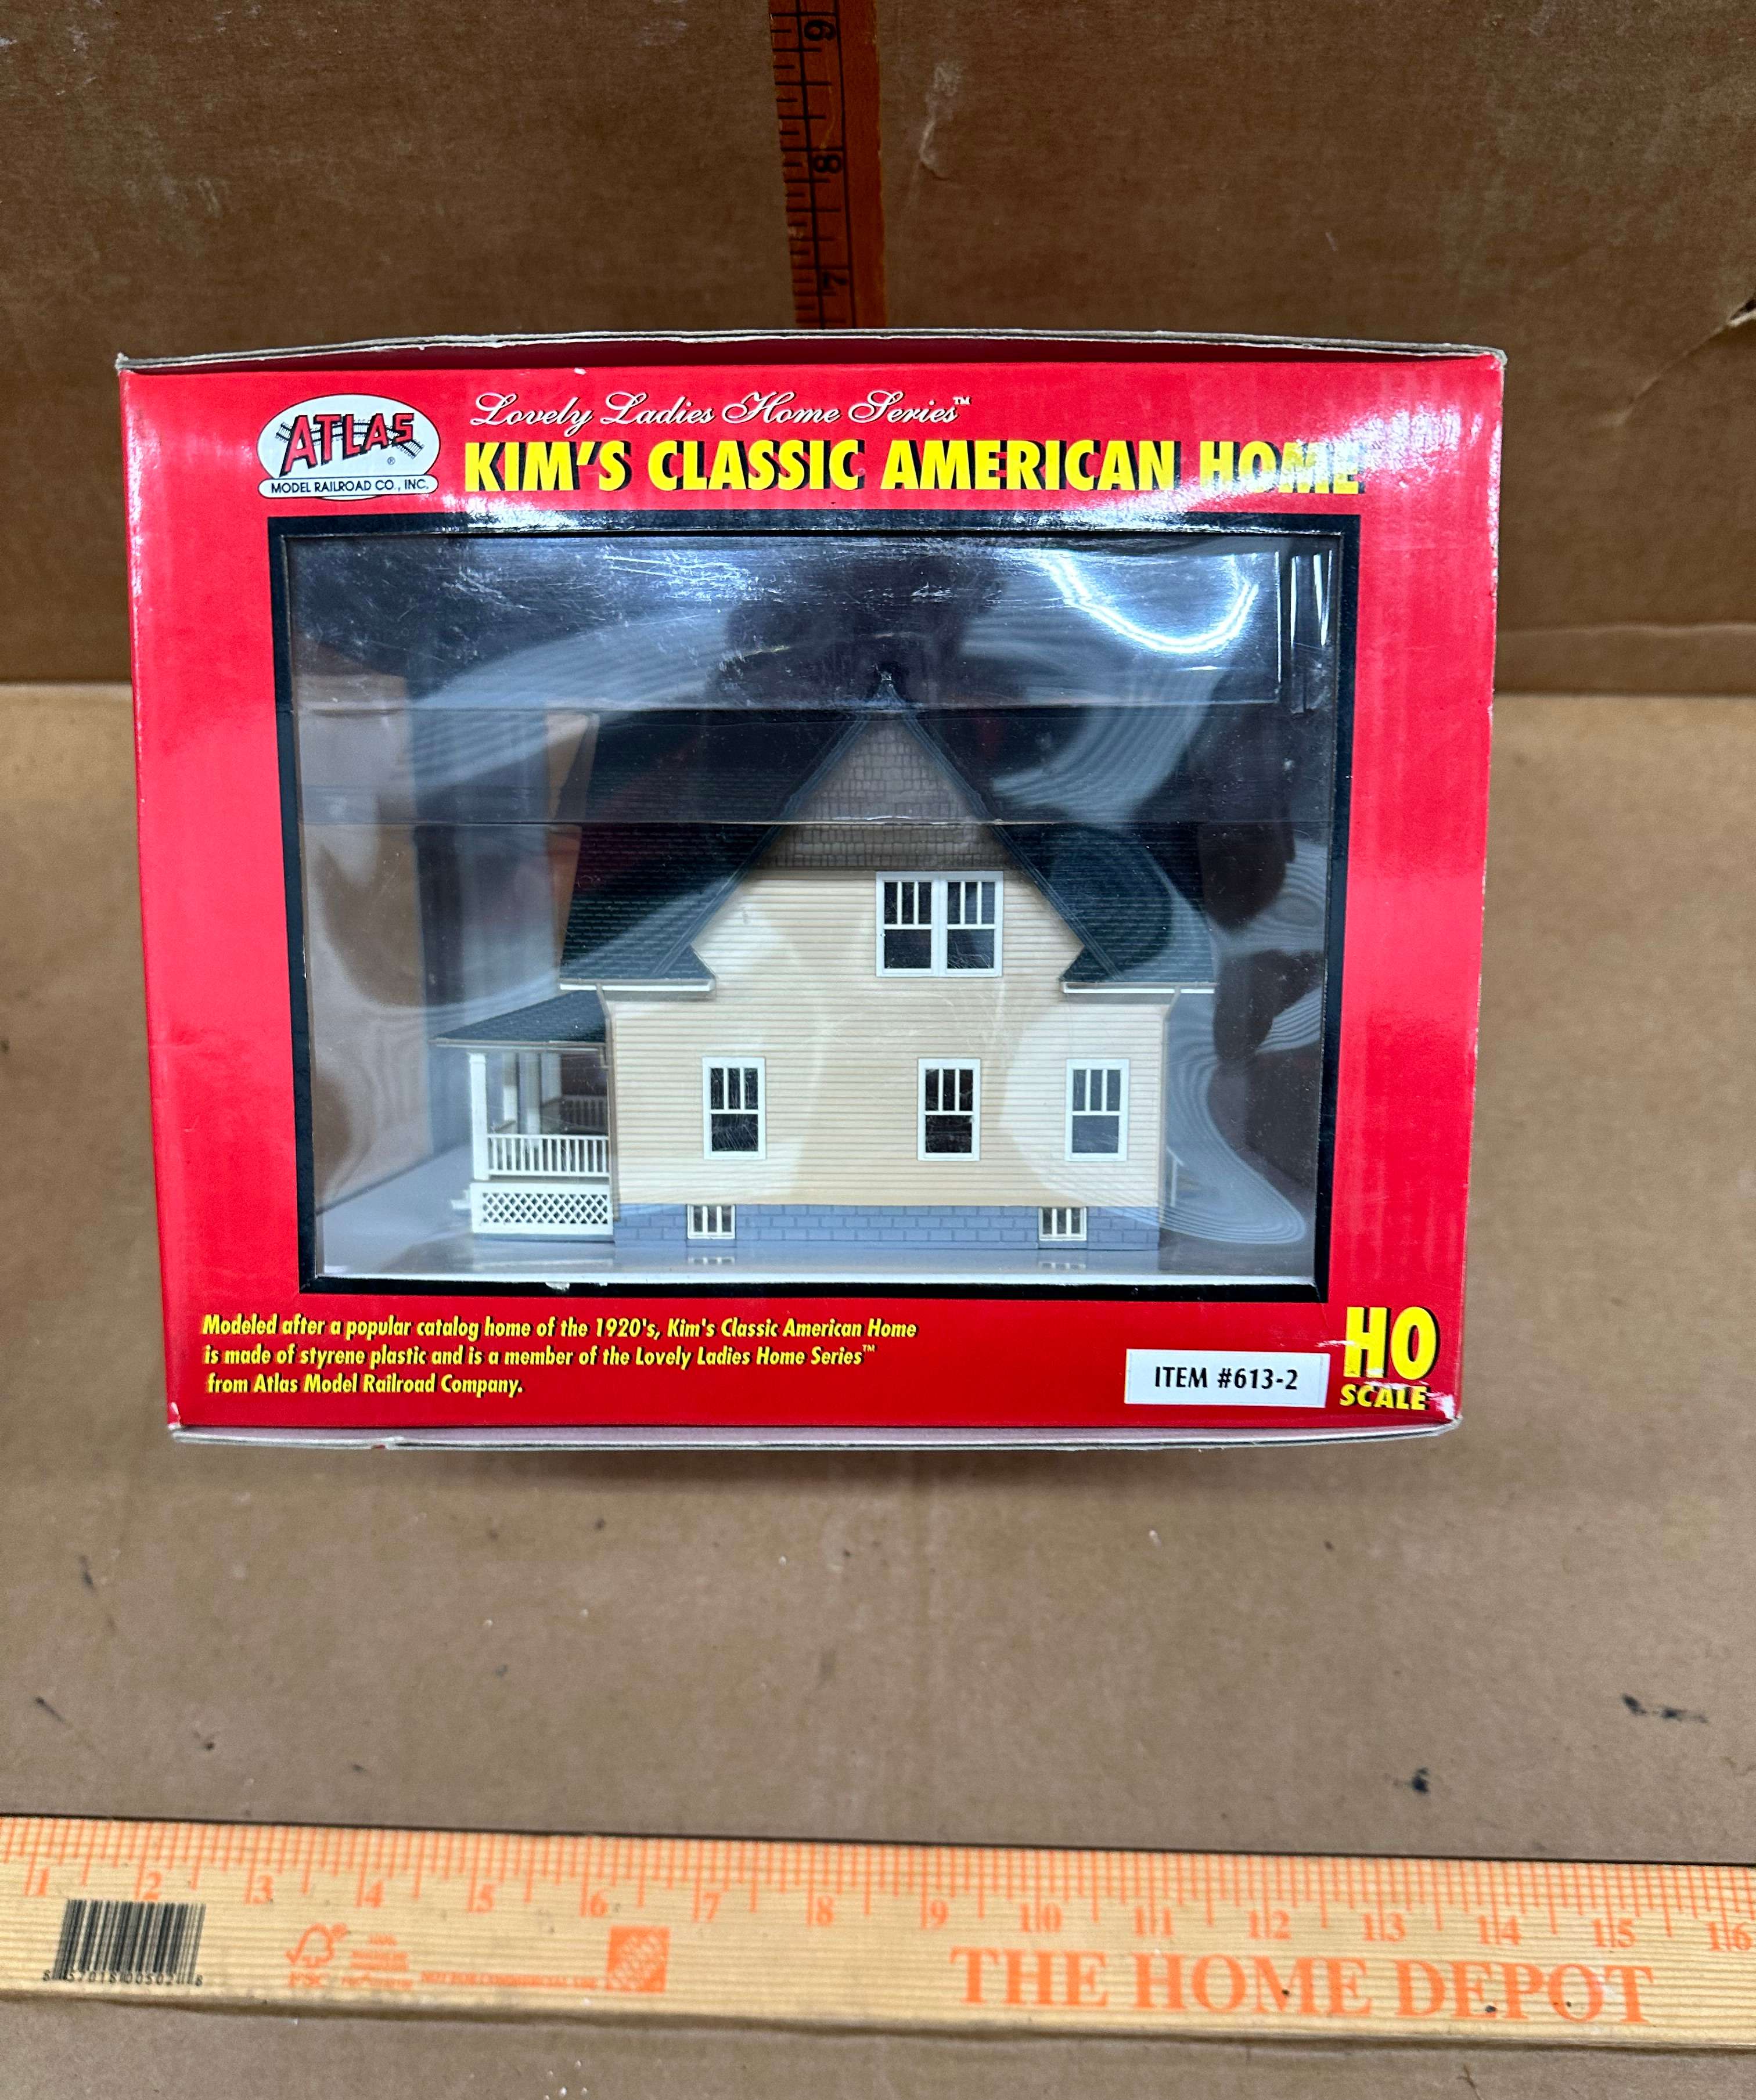 9
8
7
Lovely Ladies Home Series™
ATLAS®
MODEL RAILROAD CO., INC.
KIM'S CLASSIC AMERICAN HOME
Modeled after a popular catalog home of the 1920's, Kim's Classic American Home
is made of styrene plastic and is a member of the Lovely Ladies Home Series™
from Atlas Model Railroad Company.
ITEM #613-2
HO
SCALE
1 2 3 4 5 6 7 8 9 10 11 12 13 14 15 16
THE HOME DEPOT